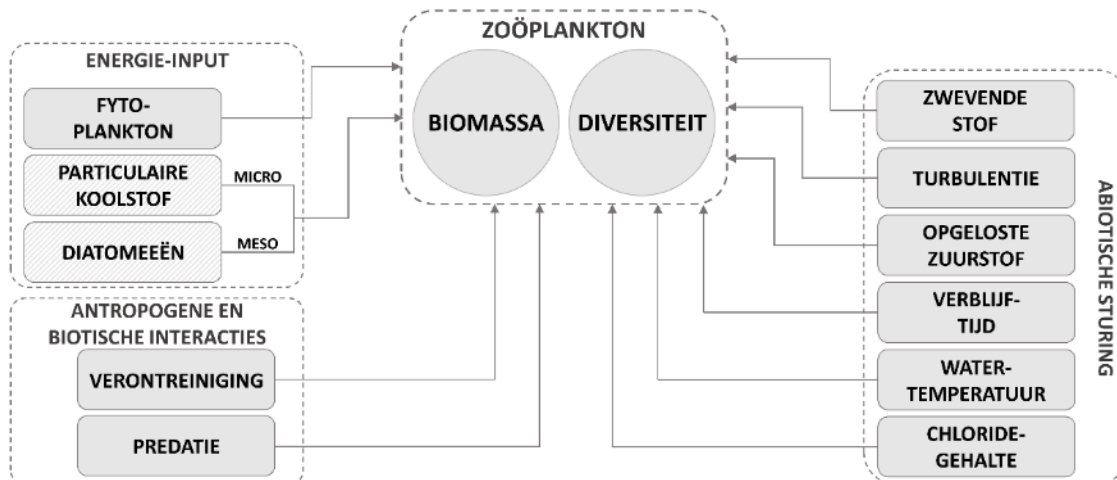 ZOÖPLANKTON
BIOMASSA
DIVERSITEIT
ENERGIE-INPUT
FYTO-
PLANKTON
PARTICULAIRE
KOOLSTOF
MICRO
DIATOMEEËN
MESO
ANTROPOGENE EN
BIOTISCHE INTERACTIES
VERONTREINIGING
PREDATIE
ZWEVENDE
STOF
TURBULENTIE
OPGELOSTE
ZUURSTOF
VERBLIJF-
TIJD
WATER-
TEMPERATUUR
CHLORIDE-
GEHALTE
ABIOTISCHE STURING